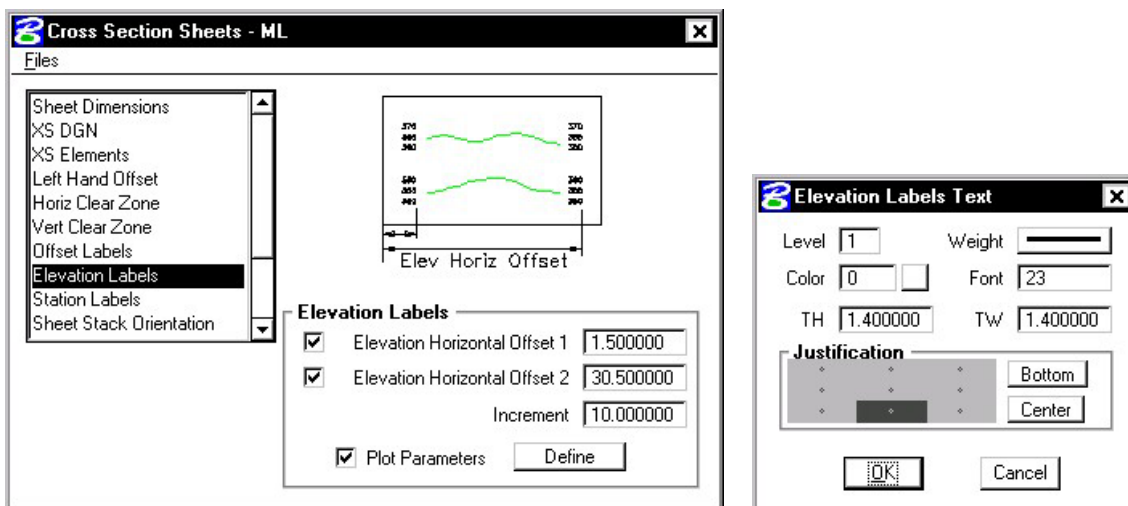 Cross Section Sheets - ML
Files
Sheet Dimensions
XS DGN
XS Elements
Left Hand Offset
Horiz Clear Zone
Vert Clear Zone
Offset Labels
Elevation Labels
Station Labels
Sheet Stack Orientation
Elev Horiz Offset
Elevation Labels
Elevation Horizontal Offset 1 1.500000
Elevation Horizontal Offset 2 30.500000
Increment 10.000000
Plot Parameters Define
Elevation Labels Text
Level 1 Weight
Color 0 Font 23
TH 1.400000 TW 1.400000
Justification
Bottom
Center
OK Cancel